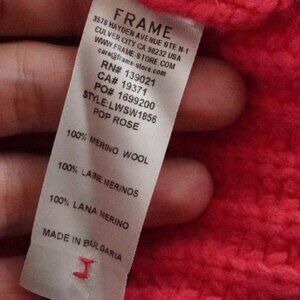 FRAME
3578 HAYDEN AVENUE STE N-1
CULVER CITY CA 90232 USA
WWW.FRAME-STORE.COM
care@frame-store.com
RN# 139021
CA# 19371
PO# 1699200
STYLE: LWSW1856
POP ROSE
100% MERINO WOOL
100% LAINE MERINOS
100% LANA MERINO
MADE IN BULGARIA
I